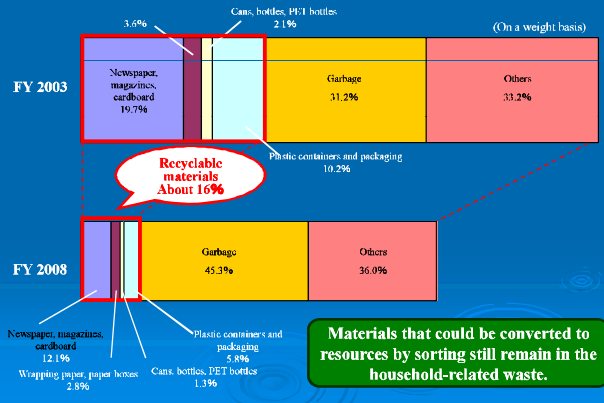 Cans, bottles, PET bottles
3.6%
2.1%
(On a weight basis)
FY 2003
Newspaper,
magazines,
cardboard
19.7%
Garbage
31.2%
Others
33.2%
Plastic containers and packaging
10.2%
Recyclable
materials
About 16%
FY 2008
Garbage
45.3%
Others
36.0%
Newspaper, magazines,
cardboard
12.1%
Wrapping paper, paper boxes
2.8%
Cans, bottles, PET bottles
1.3%
Plastic containers and
packaging
5.8%
Materials that could be converted to
resources by sorting still remain in the
household-related waste.